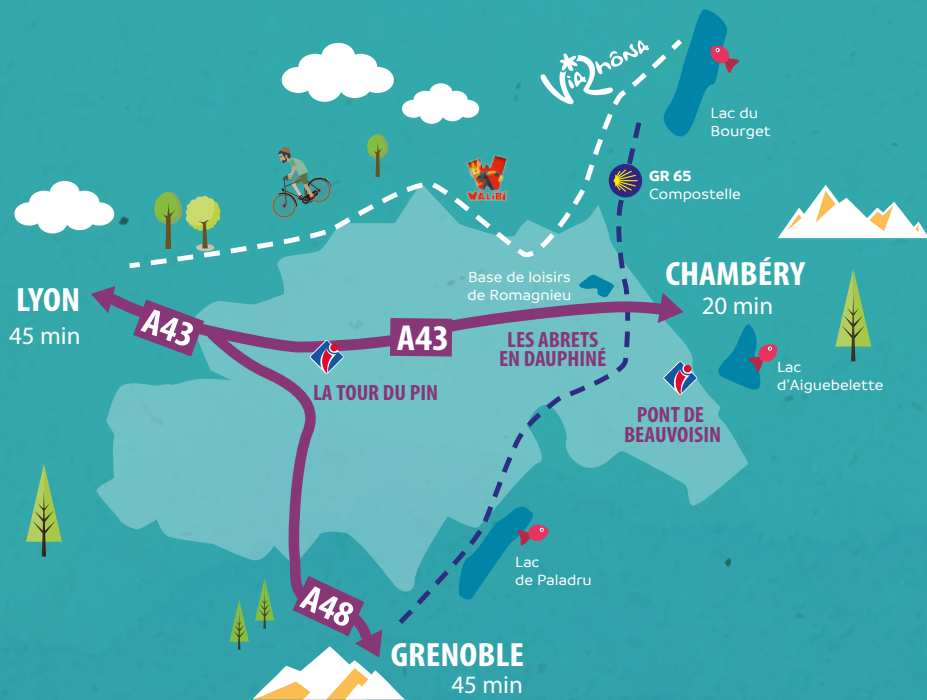 ViaRhôna
Lac du
Bourget
WALiBi
GR 65
Compostelle
Base de loisirs
de Romagnieu
CHAMBÉRY
20 min
LYON
45 min
A43
A43
LES ABRETS
EN DAUPHINÉ
Lac
d'Aiguebelette
LA TOUR DU PIN
PONT DE
BEAUVOISIN
Lac
de Paladru
A48
GRENOBLE
45 min